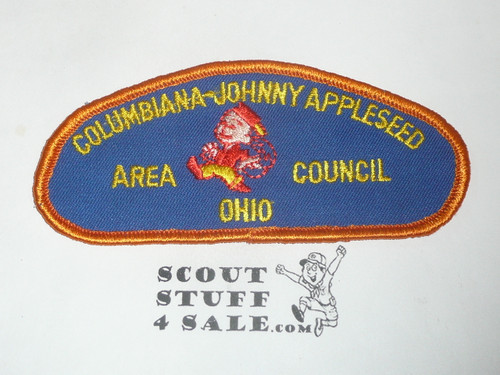 COLUMBIANA-JOHNNY APPLESEED
AREA COUNCIL
OHIO
SCOUT
STUFF
4 SALE.COM